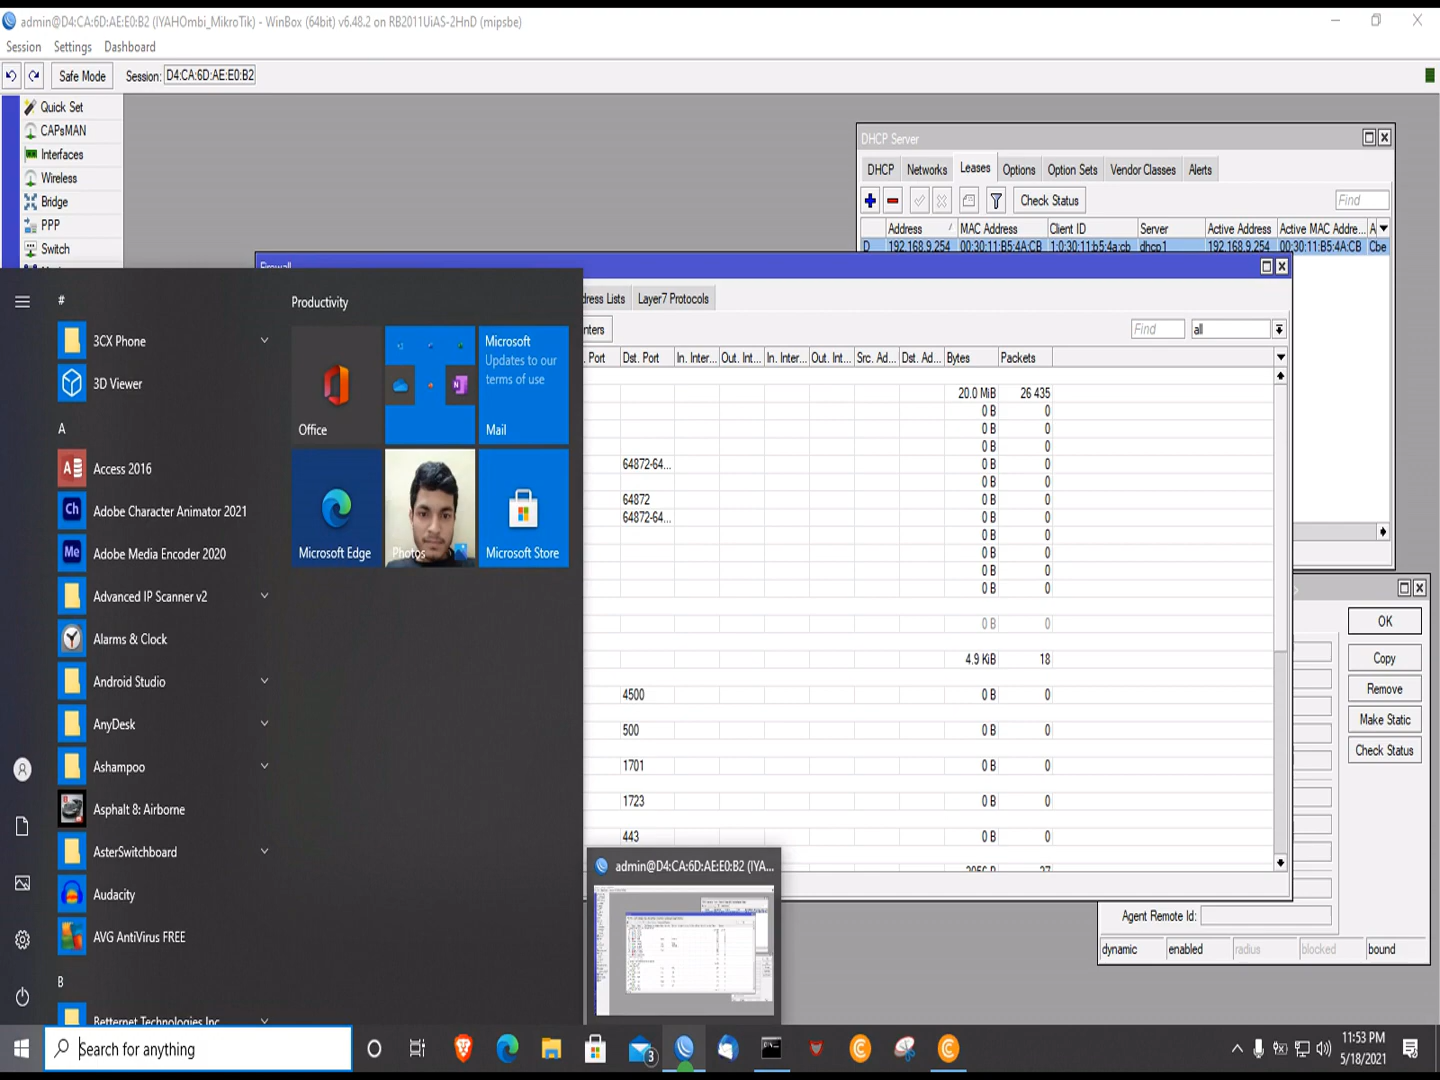 admin@D4:CA:6D:AE:E0:B2 (IYAHOmbi_MikroTik) - WinBox (64bit) v6.48.2 on RB2011UiAS-2HnD (mipsbe)
Session Settings Dashboard
Safe Mode Session: D4:CA:6D:AE:E0:B2
Quick Set
CAPsMAN
Interfaces
Wireless
Bridge
PPP
Switch
DHCP Server
DHCP Networks Leases Options Option Sets Vendor Classes Alerts
Check Status Find
Address MAC Address Client ID Server Active Address Active MAC Addre... A
D 192.168.9.254 00:30:11:B5:4A:CB 1:0:30:11:b5:4a:cb dhcp1 192.168.9.254 00:30:11:B5:4A:CB Cbe
Firewall
dress Lists Layer7 Protocols
nters Find all
. Port Dst. Port In. Inter... Out. Int... In. Inter... Out. Int... Src. Ad... Dst. Ad... Bytes Packets
20.0 MiB 26 435
0 B 0
0 B 0
0 B 0
64872-64... 0 B 0
0 B 0
64872 0 B 0
64872-64... 0 B 0
0 B 0
0 B 0
0 B 0
0 B 0
0 B 0
4.9 KiB 18
4500 0 B 0
500 0 B 0
1701 0 B 0
1723 0 B 0
443 0 B 0
OK
Copy
Remove
Make Static
Check Status
Agent Remote Id:
dynamic enabled radius blocked bound
#
3CX Phone
3D Viewer
A
Access 2016
Adobe Character Animator 2021
Adobe Media Encoder 2020
Advanced IP Scanner v2
Alarms & Clock
Android Studio
AnyDesk
Ashampoo
Asphalt 8: Airborne
AsterSwitchboard
Audacity
AVG AntiVirus FREE
B
Betternet Technologies Inc
Productivity
Office
Microsoft
Updates to our
terms of use
Mail
Microsoft Edge
Photos
Microsoft Store
admin@D4:CA:6D:AE:E0:B2 (IYA...
Search for anything
3
11:53 PM
5/18/2021